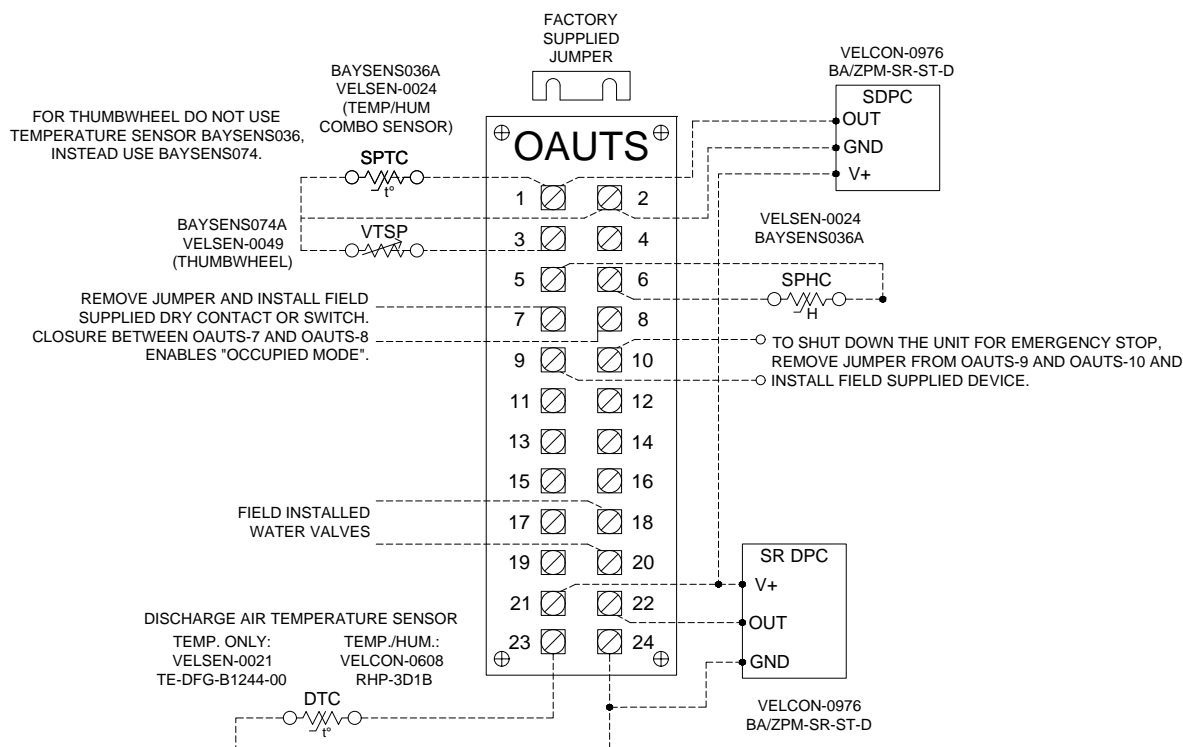 FACTORY
SUPPLIED
JUMPER
VELCON-0976
BA/ZPM-SR-ST-D
SDPC
OUT
GND
V+
BAYSENS036A
VELSEN-0024
(TEMP/HUM
COMBO SENSOR)
FOR THUMBWHEEL DO NOT USE
TEMPERATURE SENSOR BAYSENS036,
INSTEAD USE BAYSENS074.
SPTC
t°
OAUTS
1 2
3 4
5 6
7 8
9 10
11 12
13 14
15 16
17 18
19 20
21 22
23 24
BAYSENS074A
VELSEN-0049
(THUMBWHEEL)
VTSP
VELSEN-0024
BAYSENS036A
SPHC
H
REMOVE JUMPER AND INSTALL FIELD
SUPPLIED DRY CONTACT OR SWITCH.
CLOSURE BETWEEN OAUTS-7 AND OAUTS-8
ENABLES "OCCUPIED MODE".
TO SHUT DOWN THE UNIT FOR EMERGENCY STOP,
REMOVE JUMPER FROM OAUTS-9 AND OAUTS-10 AND
INSTALL FIELD SUPPLIED DEVICE.
FIELD INSTALLED
WATER VALVES
SR DPC
V+
OUT
GND
VELCON-0976
BA/ZPM-SR-ST-D
DISCHARGE AIR TEMPERATURE SENSOR
TEMP. ONLY:
VELSEN-0021
TE-DFG-B1244-00
TEMP./HUM.:
VELCON-0608
RHP-3D1B
DTC
t°